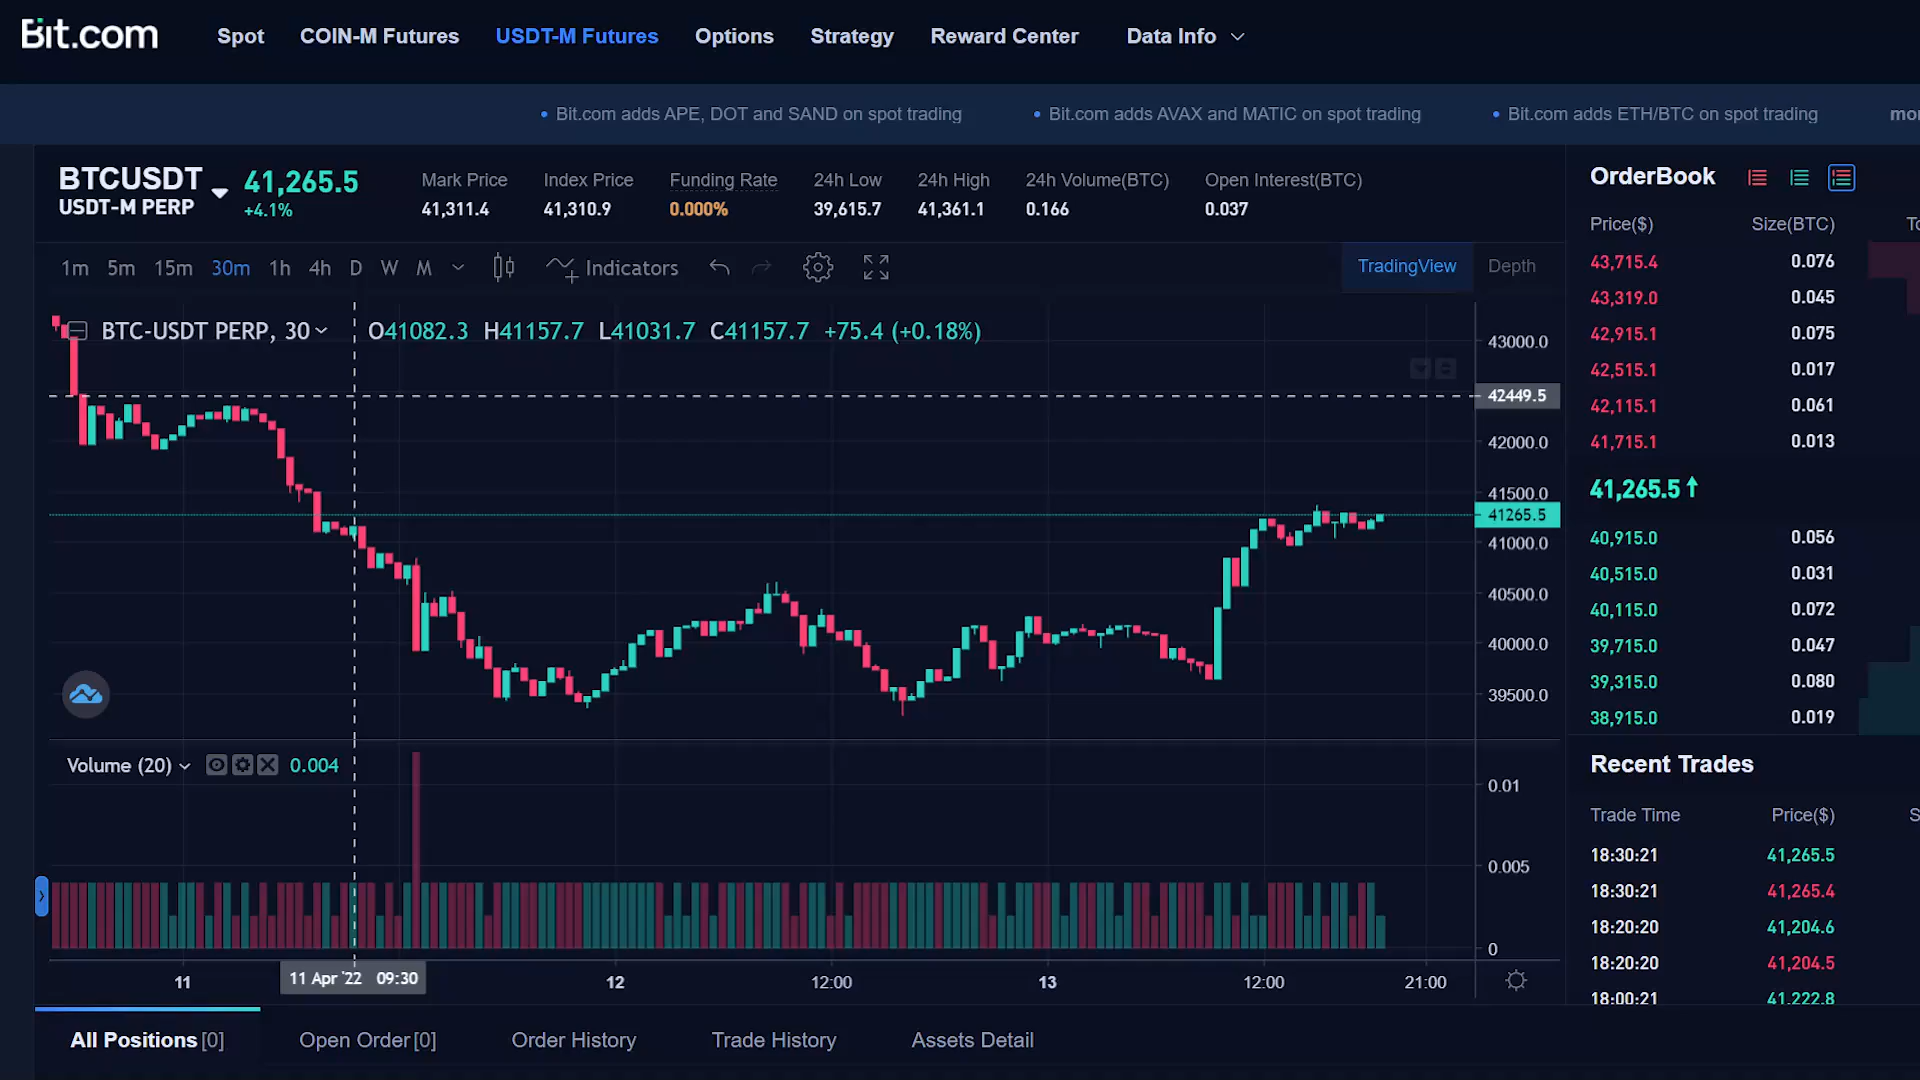 Bit.com
Spot COIN-M Futures USDT-M Futures Options Strategy Reward Center Data Info
• Bit.com adds APE, DOT and SAND on spot trading • Bit.com adds AVAX and MATIC on spot trading • Bit.com adds ETH/BTC on spot trading
BTCUSDT 41,265.5
USDT-M PERP +4.1%
Mark Price Index Price Funding Rate 24h Low 24h High 24h Volume(BTC) Open Interest(BTC)
41,311.4 41,310.9 0.000% 39,615.7 41,361.1 0.166 0.037
1m 5m 15m 30m 1h 4h D W M Indicators TradingView Depth
BTC-USDT PERP, 30 O41082.3 H41157.7 L41031.7 C41157.7 +75.4 (+0.18%)
43000.0
42449.5
42000.0
41500.0
41265.5
41000.0
40500.0
40000.0
39500.0
Volume (20) 0.004
0.01
0.005
0
11 11 Apr '22 09:30 12 12:00 13 12:00 21:00
OrderBook
Price($) Size(BTC)
43,715.4 0.076
43,319.0 0.045
42,915.1 0.075
42,515.1 0.017
42,115.1 0.061
41,715.1 0.013
41,265.5↑
40,915.0 0.056
40,515.0 0.031
40,115.0 0.072
39,715.0 0.047
39,315.0 0.080
38,915.0 0.019
Recent Trades
Trade Time Price($)
18:30:21 41,265.5
18:30:21 41,265.4
18:20:20 41,204.6
18:20:20 41,204.5
18:00:21 41,222.8
All Positions[0] Open Order[0] Order History Trade History Assets Detail